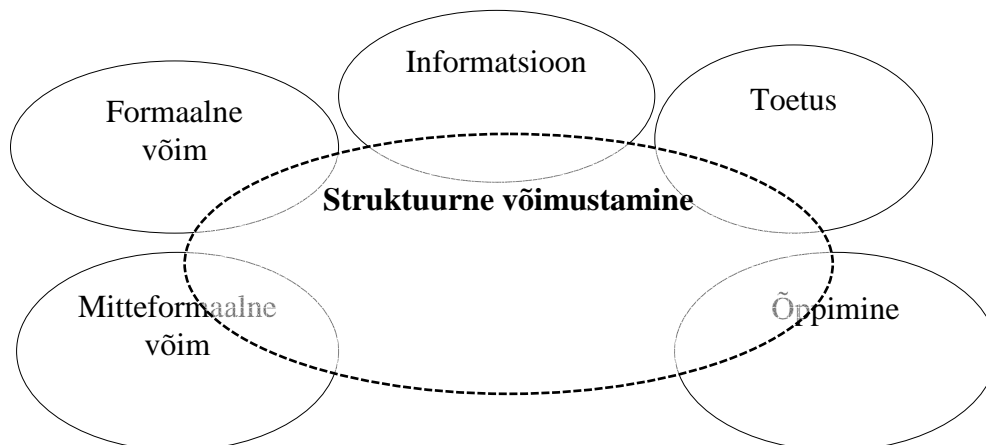 Informatsioon
Formaalne
võim
Toetus
Struktuurne võimustamine
Mitteformaalne
võim
Õppimine